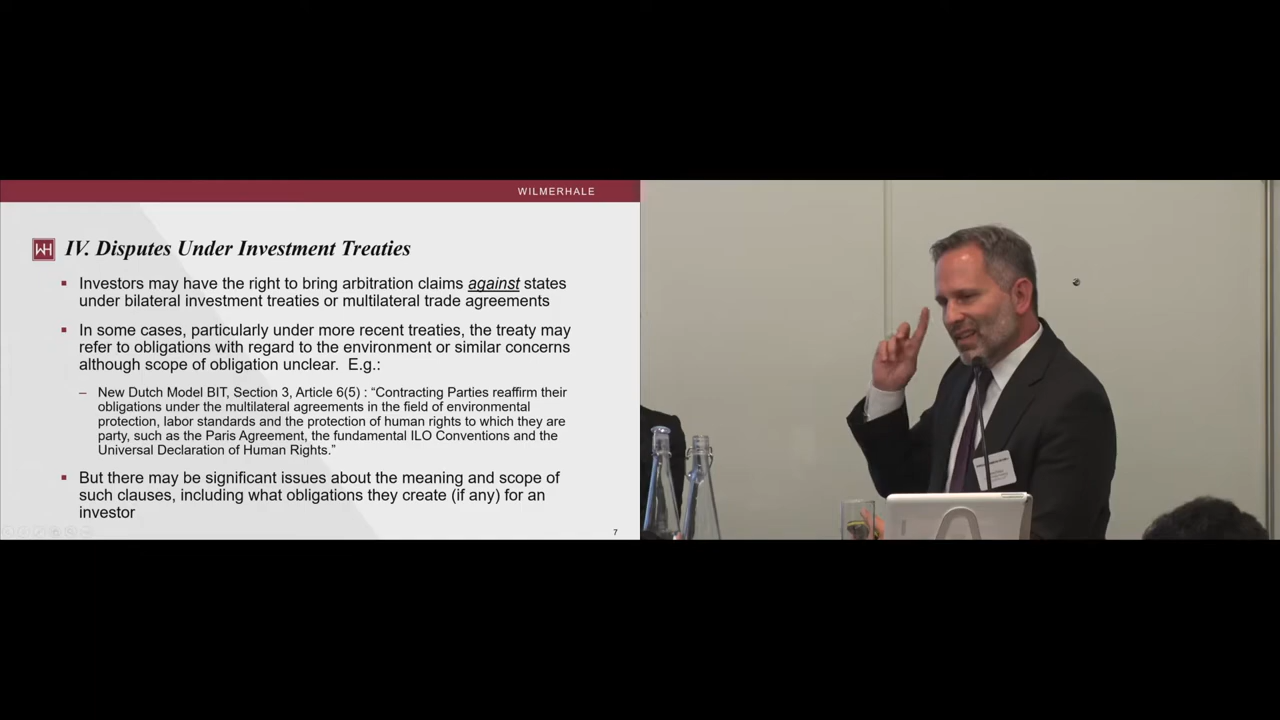 WILMERHALE
WH
IV. Disputes Under Investment Treaties
▪ Investors may have the right to bring arbitration claims against states
under bilateral investment treaties or multilateral trade agreements
▪ In some cases, particularly under more recent treaties, the treaty may
refer to obligations with regard to the environment or similar concerns
although scope of obligation unclear. E.g.:
– New Dutch Model BIT, Section 3, Article 6(5) : “Contracting Parties reaffirm their
obligations under the multilateral agreements in the field of environmental
protection, labor standards and the protection of human rights to which they are
party, such as the Paris Agreement, the fundamental ILO Conventions and the
Universal Declaration of Human Rights.”
▪ But there may be significant issues about the meaning and scope of
such clauses, including what obligations they create (if any) for an
investor
7